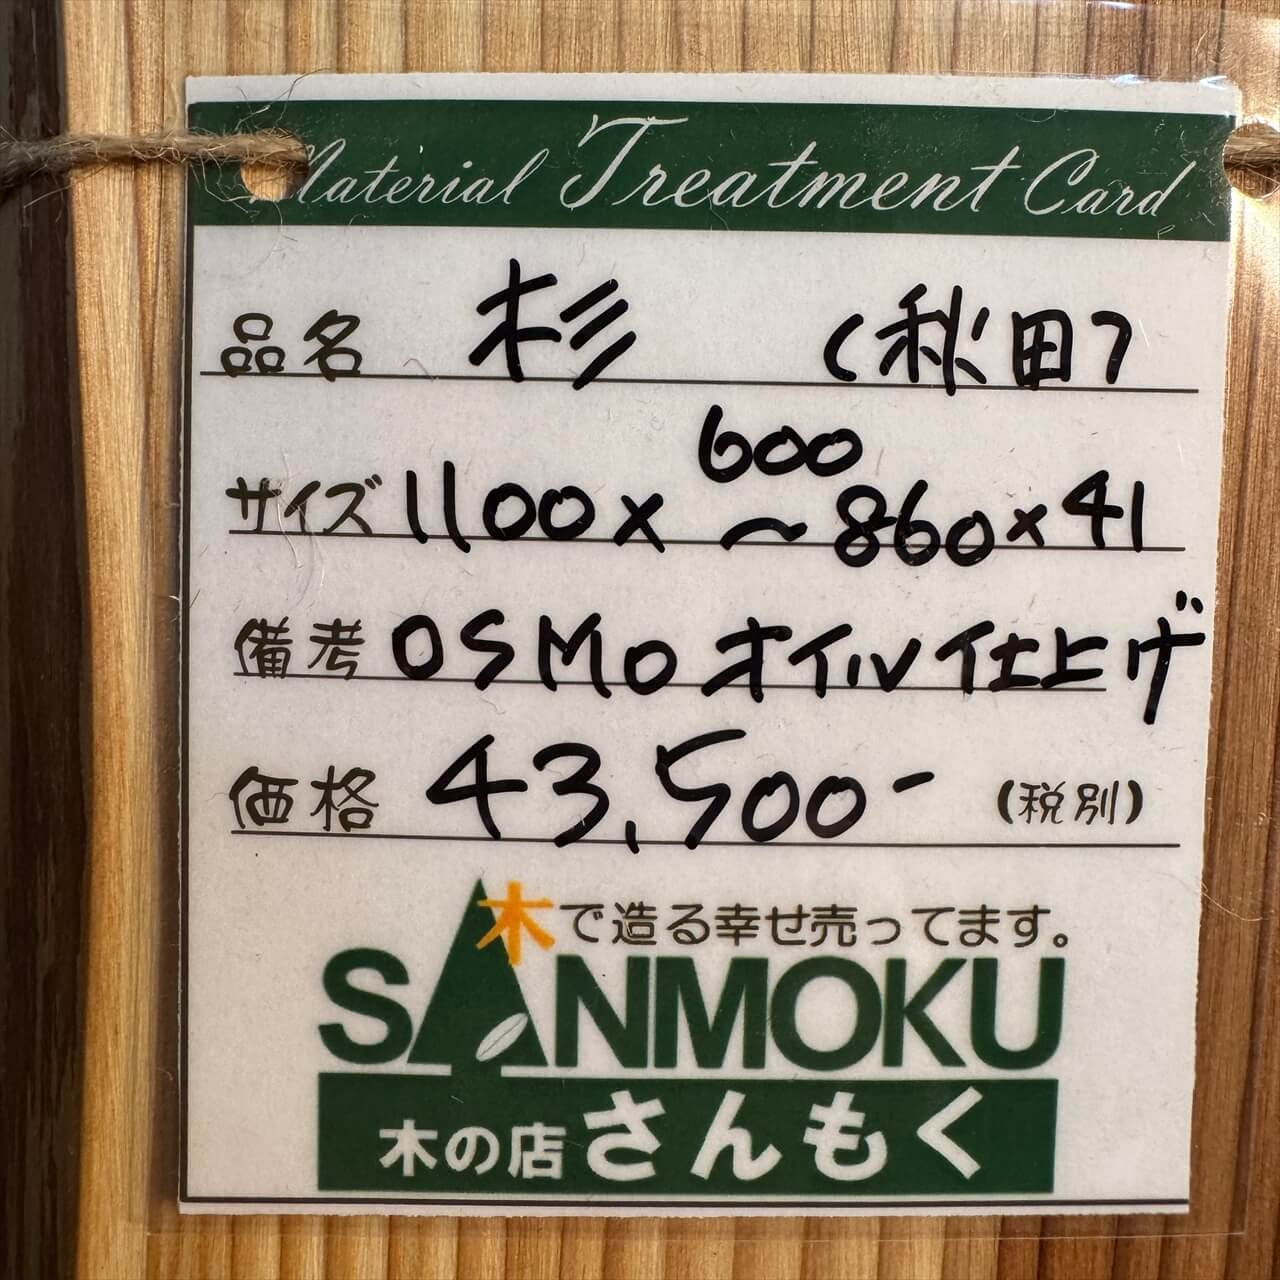 Material Treatment Card
品名 杉 (秋田)
サイズ 1100× 600~860×41
備考 OSMOオイル仕上げ
価格 43,500- (税別)
木で造る幸せ売ってます。
SANMOKU
木の店さんもく